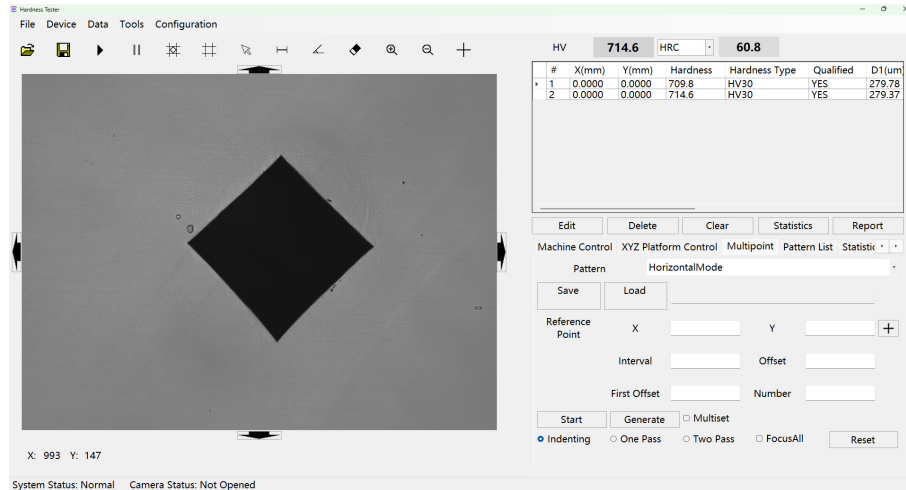 Hardness Tester
File Device Data Tools Configuration
HV 714.6 HRC 60.8
# X(mm) Y(mm) Hardness Hardness Type Qualified D1(um)
1 0.0000 0.0000 709.8 HV30 YES 279.78
2 0.0000 0.0000 714.6 HV30 YES 279.37
Edit Delete Clear Statistics Report
Machine Control XYZ Platform Control Multipoint Pattern List Statistic
Pattern HorizontalMode
Save Load
Reference Point X Y
Interval Offset
First Offset Number
Start Generate Multiset
Indenting One Pass Two Pass FocusAll Reset
X: 993 Y: 147
System Status: Normal Camera Status: Not Opened